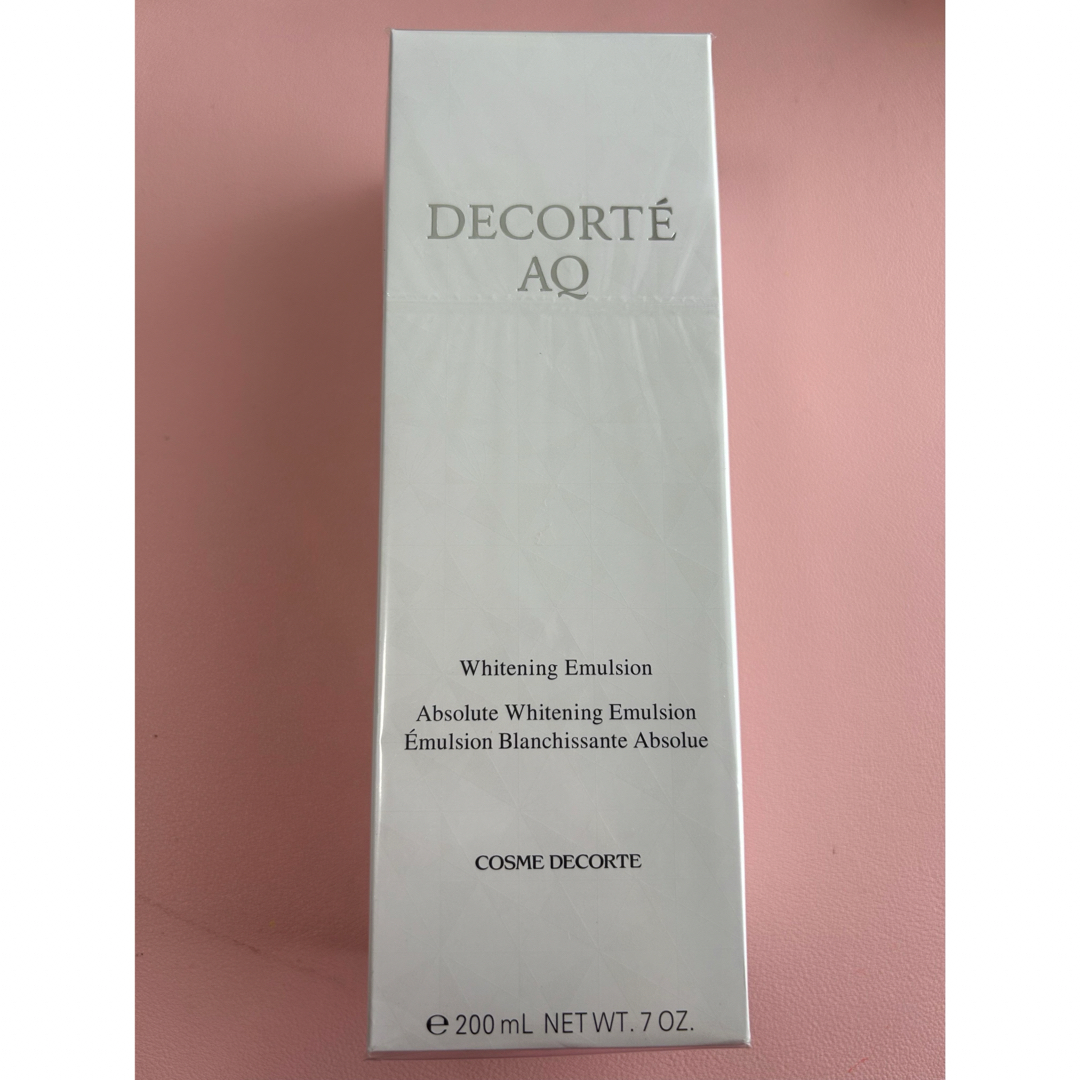 DECORTÉ
AQ
Whitening Emulsion
Absolute Whitening Emulsion
Émulsion Blanchissante Absolue
COSME DECORTE
℮ 200 mL NET WT. 7 OZ.